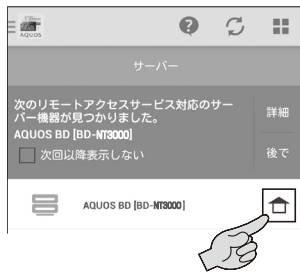 AQUOS
サーバー
次のリモートアクセスサービス対応のサー
バー機器が見つかりました。
AQUOS BD [BD-NT3000]
次回以降表示しない
詳細
後で
AQUOS BD [BD-NT3000]